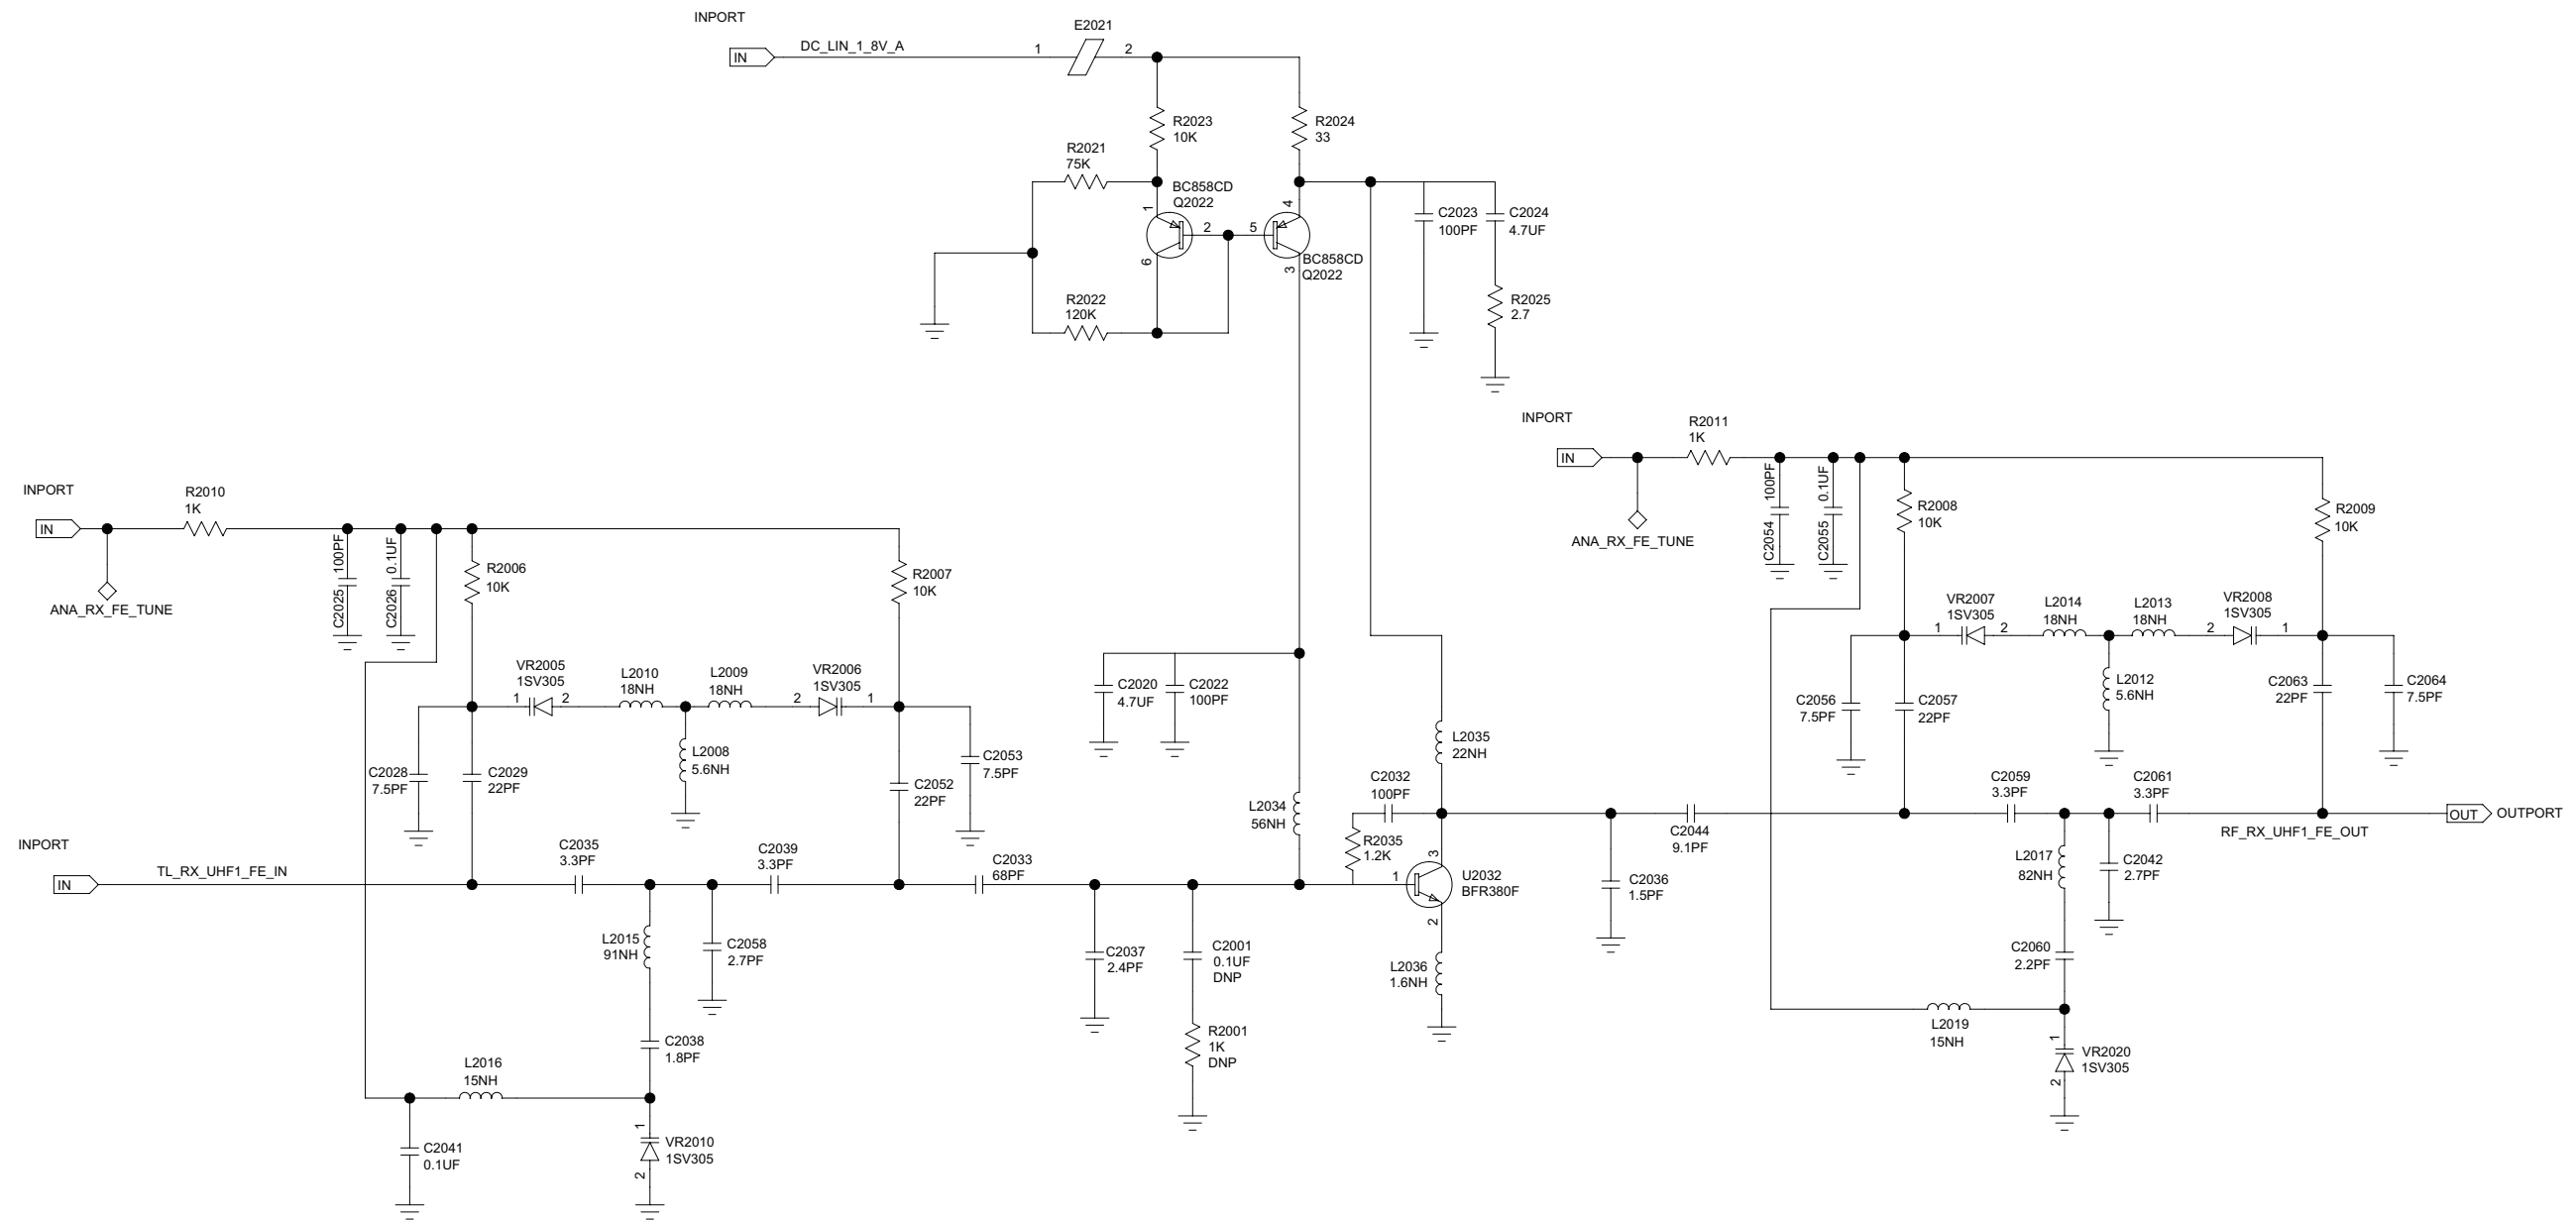 INPORT
IN
DC_LIN_1_8V_A
1
E2021
2
R2023
10K
R2024
33
R2021
75K
BC858CD
Q2022
1
2
6
5
4
3
BC858CD
Q2022
C2023
100PF
C2024
4.7UF
R2022
120K
R2025
2.7
INPORT
IN
R2011
1K
ANA_RX_FE_TUNE
C2054 100PF
C2055 0.1UF
R2008
10K
R2009
10K
INPORT
IN
R2010
1K
ANA_RX_FE_TUNE
C2025 100PF
C2026 0.1UF
R2006
10K
R2007
10K
VR2005
1SV305
1
2
L2010
18NH
L2009
18NH
VR2006
1SV305
2
1
L2008
5.6NH
C2028
7.5PF
C2029
22PF
C2052
22PF
C2053
7.5PF
C2020
4.7UF
C2022
100PF
VR2007
1SV305
1
2
L2014
18NH
L2013
18NH
VR2008
1SV305
2
1
L2012
5.6NH
C2056
7.5PF
C2057
22PF
C2063
22PF
C2064
7.5PF
L2035
22NH
C2032
100PF
L2034
56NH
R2035
1.2K
C2044
9.1PF
C2059
3.3PF
C2061
3.3PF
RF_RX_UHF1_FE_OUT
OUT
OUTPORT
INPORT
IN
TL_RX_UHF1_FE_IN
C2035
3.3PF
C2039
3.3PF
C2033
68PF
1
3
2
U2032
BFR380F
C2036
1.5PF
L2017
82NH
C2042
2.7PF
L2015
91NH
C2058
2.7PF
C2037
2.4PF
C2001
0.1UF
DNP
L2036
1.6NH
C2060
2.2PF
R2001
1K
DNP
L2019
15NH
1
2
VR2020
1SV305
C2038
1.8PF
L2016
15NH
C2041
0.1UF
1
2
VR2010
1SV305